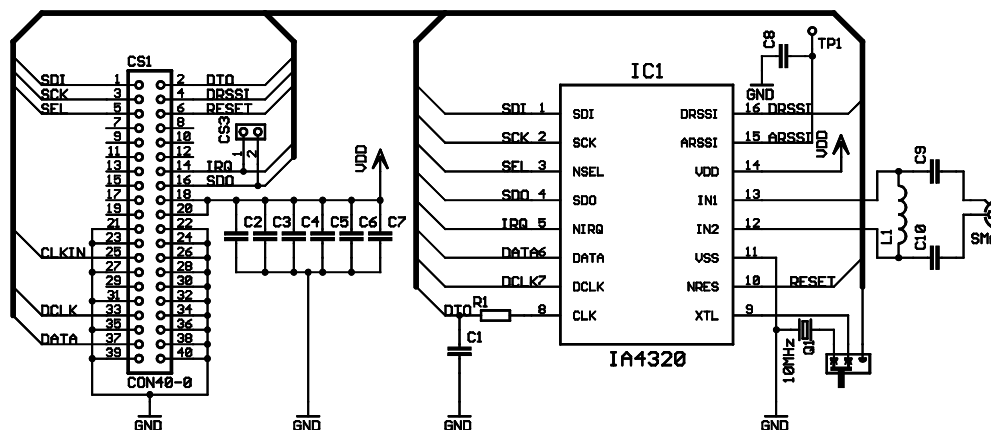 CS1
SDI 1 2 DTO
SCK 3 4 DRSSI
SEL 5 6 RESET
7 8
9 10
11 12
13 14 IRQ
15 16 SDO
17 18
19 20
21 22
23 24
CLKIN 25 26
27 28
29 30
31 32
DCLK 33 34
35 36
DATA 37 38
39 40
CON40-0
GND
CS3
1 2
VDD
C2 C3 C4 C5 C6 C7
GND
IC1
SDI 1 SDI DRSSI 16 DRSSI
SCK 2 SCK ARSSI 15 ARSSI
SEL 3 NSEL VDD 14
SDO 4 SDO IN1 13
IRQ 5 NIRQ IN2 12
DATA6 DATA VSS 11
DCLK7 DCLK NRES 10 RESET
DTO R1 8 CLK XTL 9
IA4320
C1
GND
C8
GND
TP1
VDD
C9
L1
C10
10MHz
Q1
GND